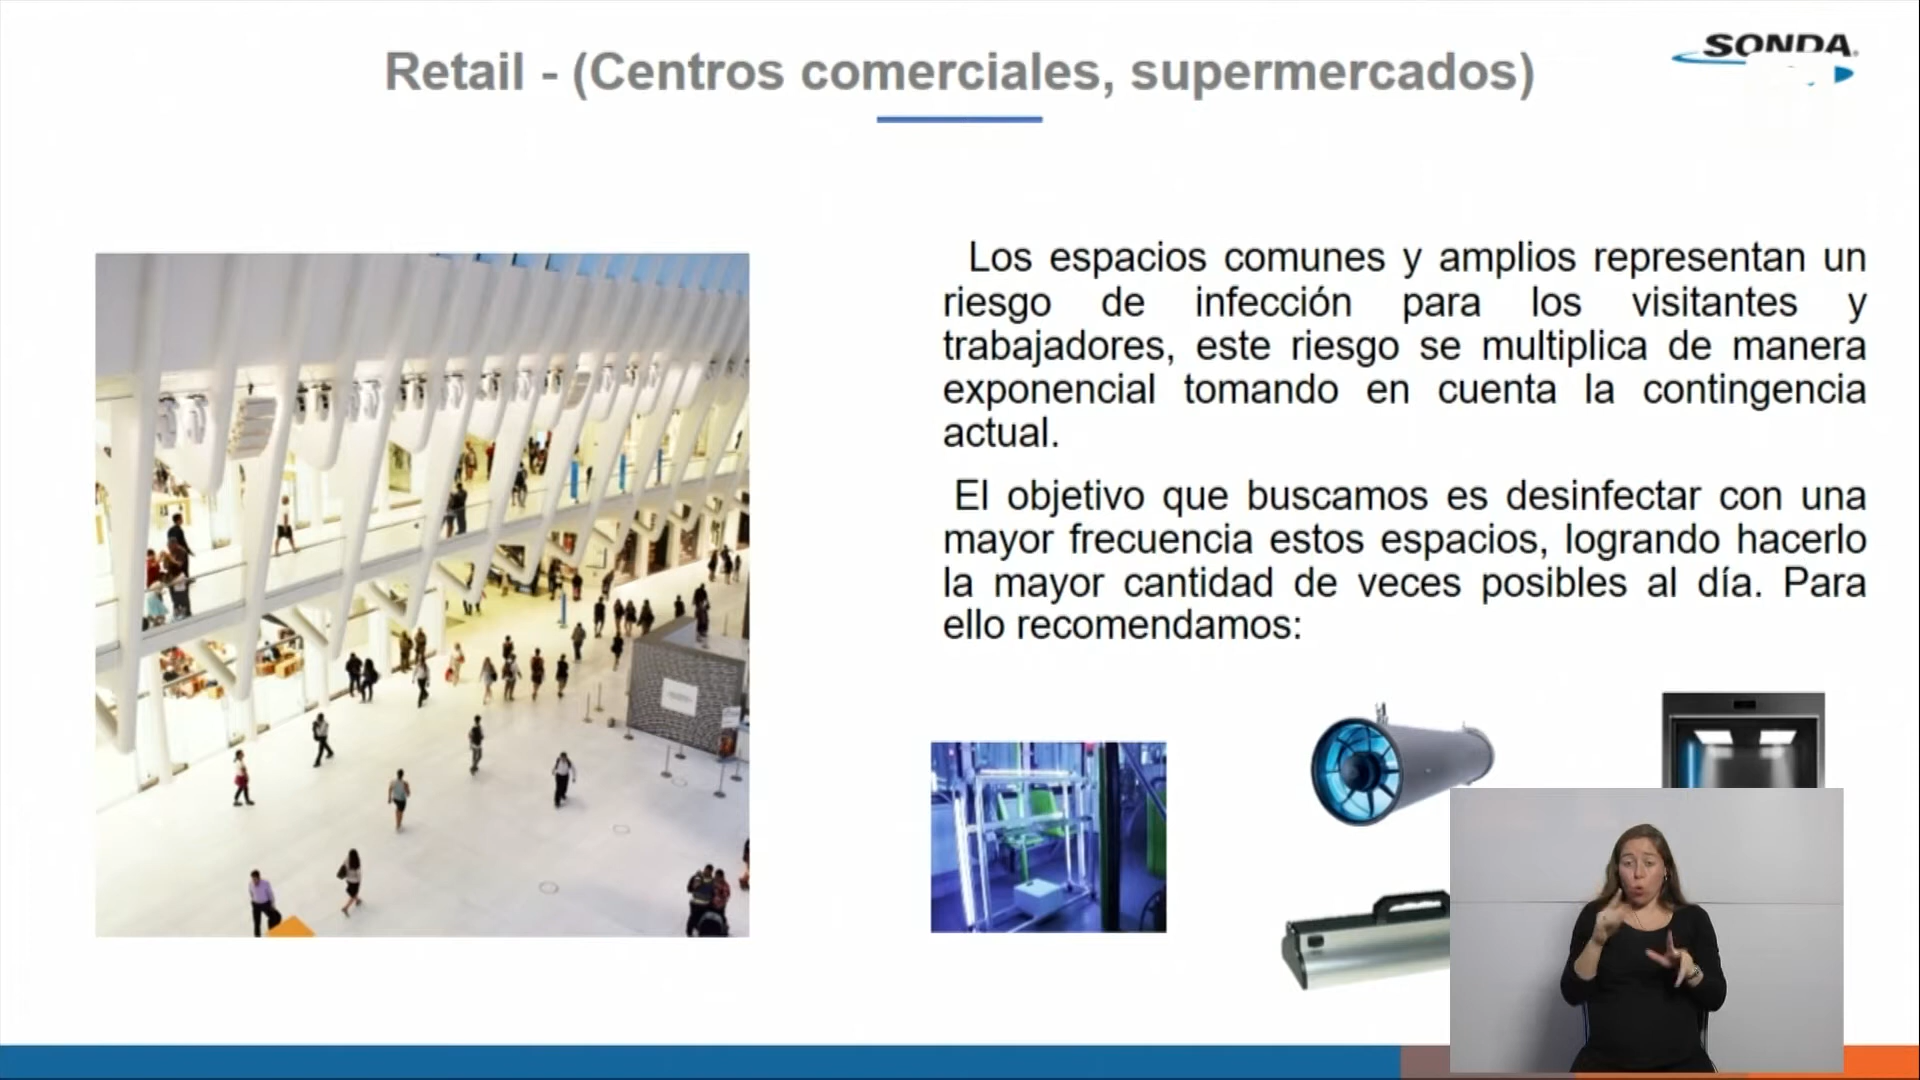 Retail - (Centros comerciales, supermercados)
SONDA
Los espacios comunes y amplios representan un
riesgo de infección para los visitantes y
trabajadores, este riesgo se multiplica de manera
exponencial tomando en cuenta la contingencia
actual.
El objetivo que buscamos es desinfectar con una
mayor frecuencia estos espacios, logrando hacerlo
la mayor cantidad de veces posibles al día. Para
ello recomendamos: